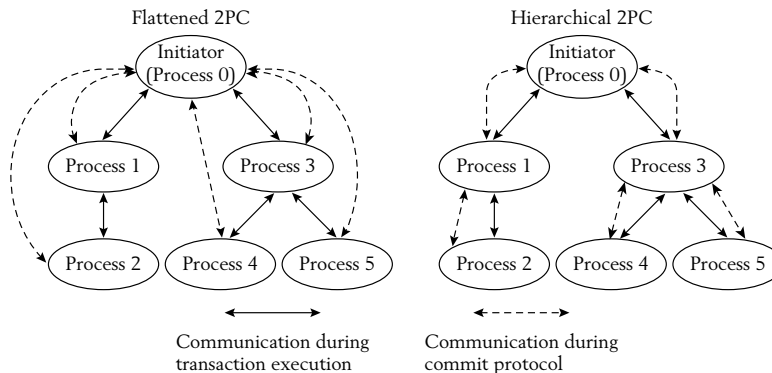 Flattened 2PC
Hierarchical 2PC
Initiator
(Process 0)
Initiator
(Process 0)
Process 1
Process 3
Process 1
Process 3
Process 2
Process 4
Process 5
Process 2
Process 4
Process 5
Communication during
transaction execution
Communication during
commit protocol